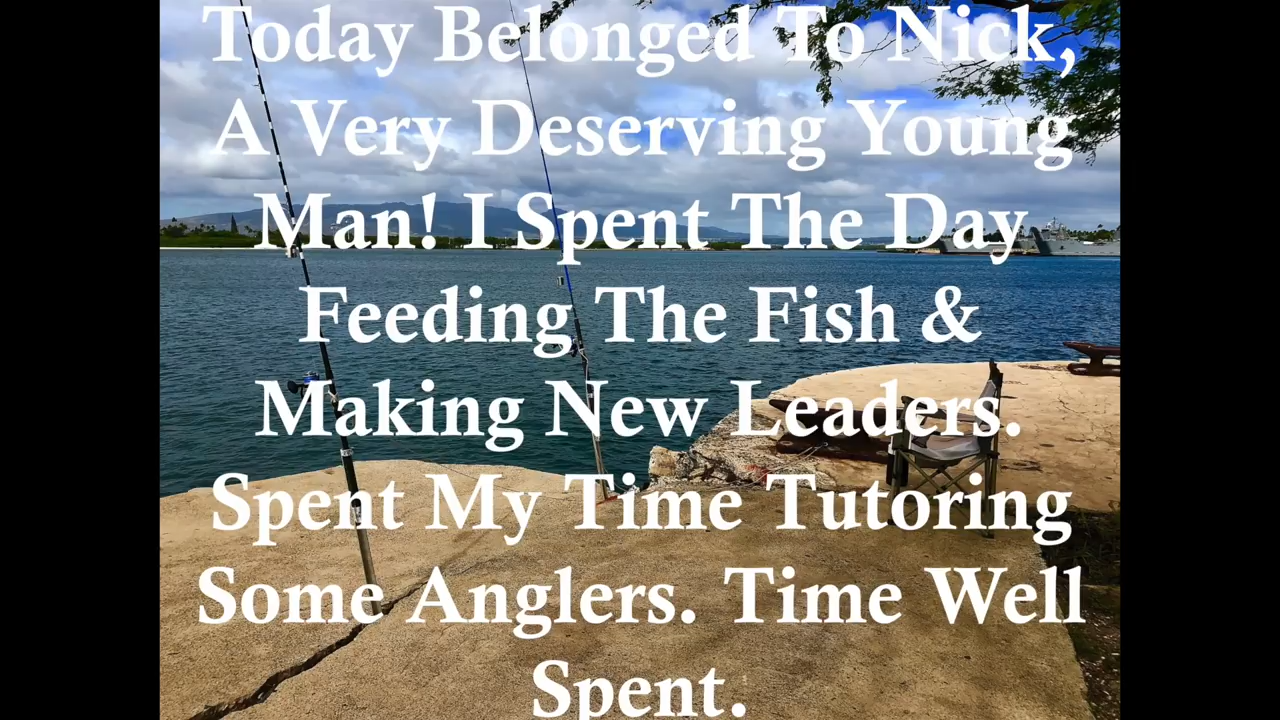 Today Belonged To Nick,
A Very Deserving Young
Man! I Spent The Day
Feeding The Fish &
Making New Leaders.
Spent My Time Tutoring
Some Anglers. Time Well
Spent.